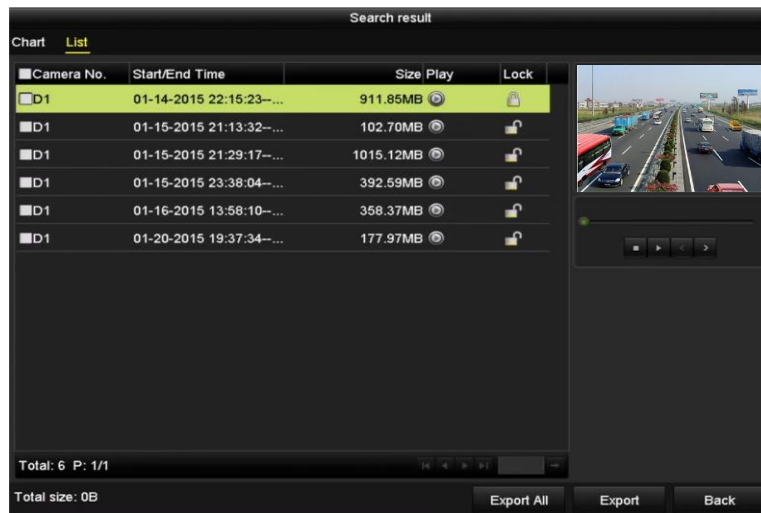 Search result
Chart List
Camera No. Start/End Time Size Play Lock
D1 01-14-2015 22:15:23--... 911.85MB
D1 01-15-2015 21:13:32--... 102.70MB
D1 01-15-2015 21:29:17--... 1015.12MB
D1 01-15-2015 23:38:04--... 392.59MB
D1 01-16-2015 13:58:10--... 358.37MB
D1 01-20-2015 19:37:34--... 177.97MB
Total: 6 P: 1/1
Total size: 0B Export All Export Back